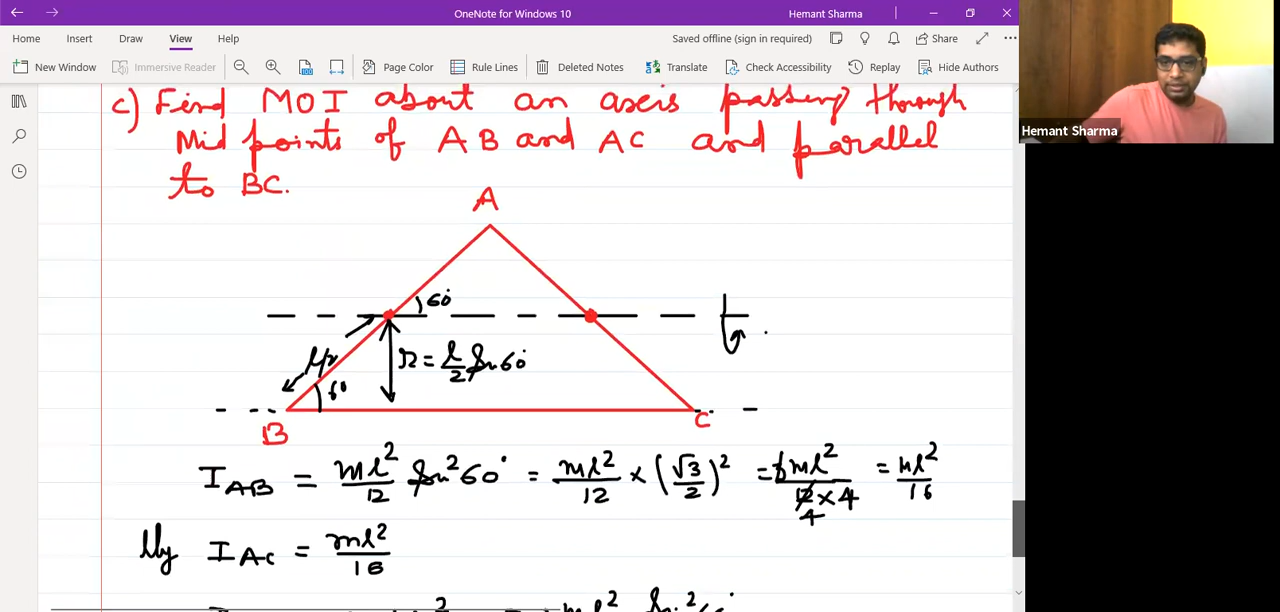 OneNote for Windows 10
Hemant Sharma
Home Insert Draw View Help
Saved offline (sign in required) Share
New Window Immersive Reader Page Color Rule Lines Deleted Notes Translate Check Accessibility Replay Hide Authors
Hemant Sharma
c) Find MOI about an axis passing through
Mid points of AB and AC and parallel
to BC.
A
60°
l/2 r = l/2 sin 60°
60°
B C
I_AB = ml²/12 sin²60° = ml²/12 × (√3/2)² = 3ml²/12×4 4 = ml²/16
lly I_AC = ml²/16